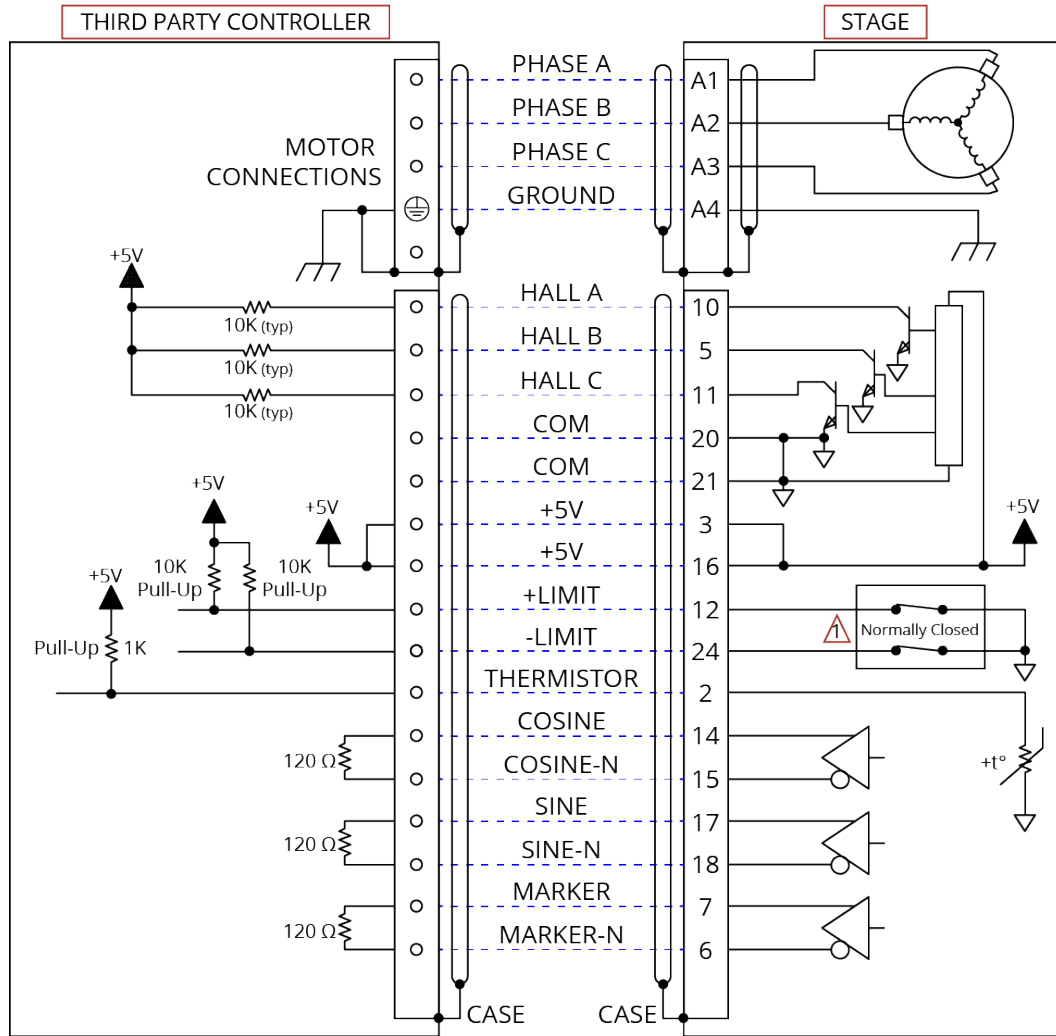 THIRD PARTY CONTROLLER
STAGE
MOTOR
CONNECTIONS
PHASE A
A1
PHASE B
A2
PHASE C
A3
GROUND
A4
+5V
10K (typ)
10K (typ)
10K (typ)
HALL A
10
HALL B
5
HALL C
11
COM
20
COM
21
+5V
+5V
+5V
3
+5V
+5V
16
10K
Pull-Up
10K
Pull-Up
+5V
+LIMIT
12
1
Normally Closed
Pull-Up
1K
-LIMIT
24
THERMISTOR
2
+t°
COSINE
14
120 Ω
COSINE-N
15
SINE
17
120 Ω
SINE-N
18
MARKER
7
120 Ω
MARKER-N
6
CASE
CASE